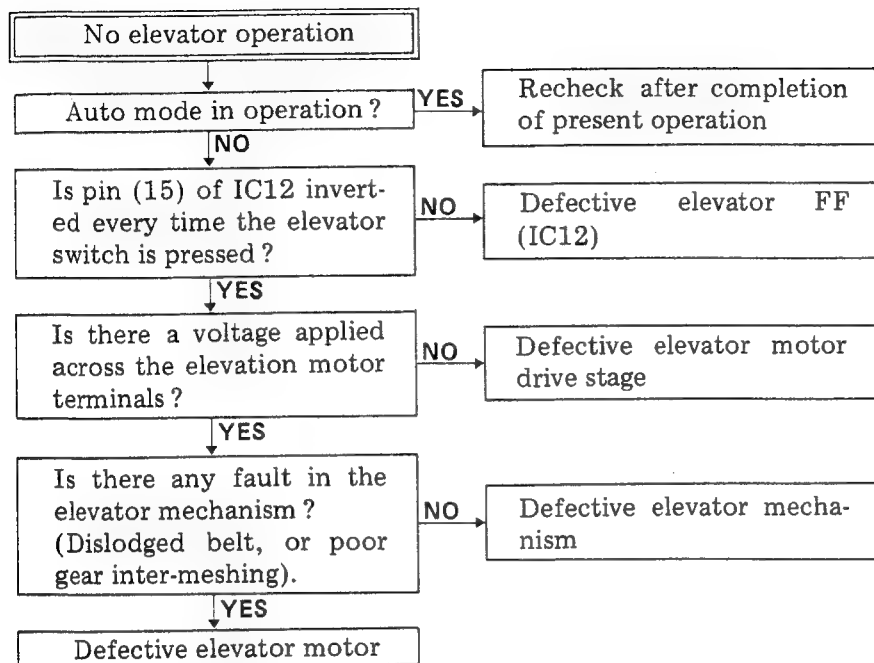 No elevator operation
Auto mode in operation ?
YES
Recheck after completion
of present operation
NO
Is pin (15) of IC12 invert-
ed every time the elevator
switch is pressed ?
NO
Defective elevator FF
(IC12)
YES
Is there a voltage applied
across the elevation motor
terminals ?
NO
Defective elevator motor
drive stage
YES
Is there any fault in the
elevator mechanism ?
(Dislodged belt, or poor
gear inter-meshing).
NO
Defective elevator mecha-
nism
YES
Defective elevator motor